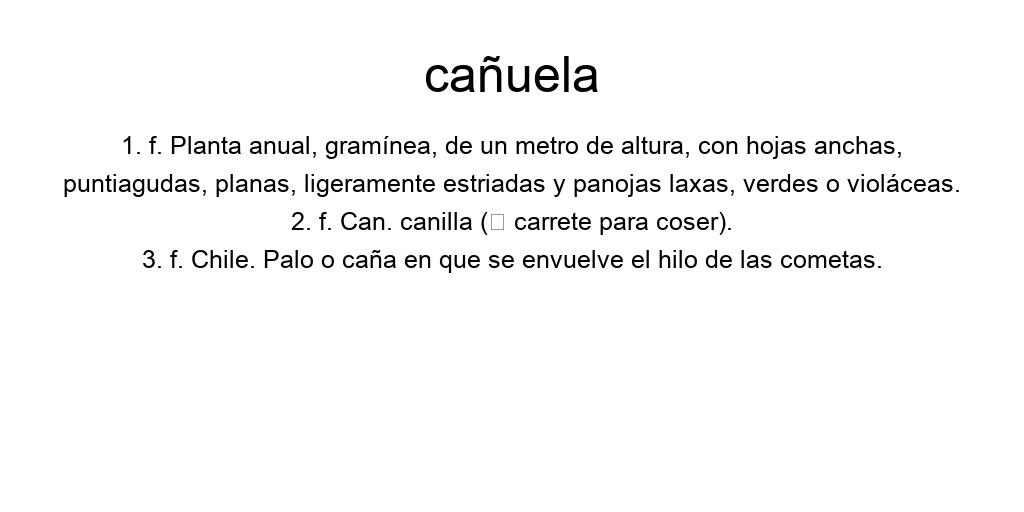 cañuela
1. f. Planta anual, gramínea, de un metro de altura, con hojas anchas,
puntiagudas, planas, ligeramente estriadas y panojas laxas, verdes o violáceas.
2. f. Can. canilla (▯ carrete para coser).
3. f. Chile. Palo o caña en que se envuelve el hilo de las cometas.